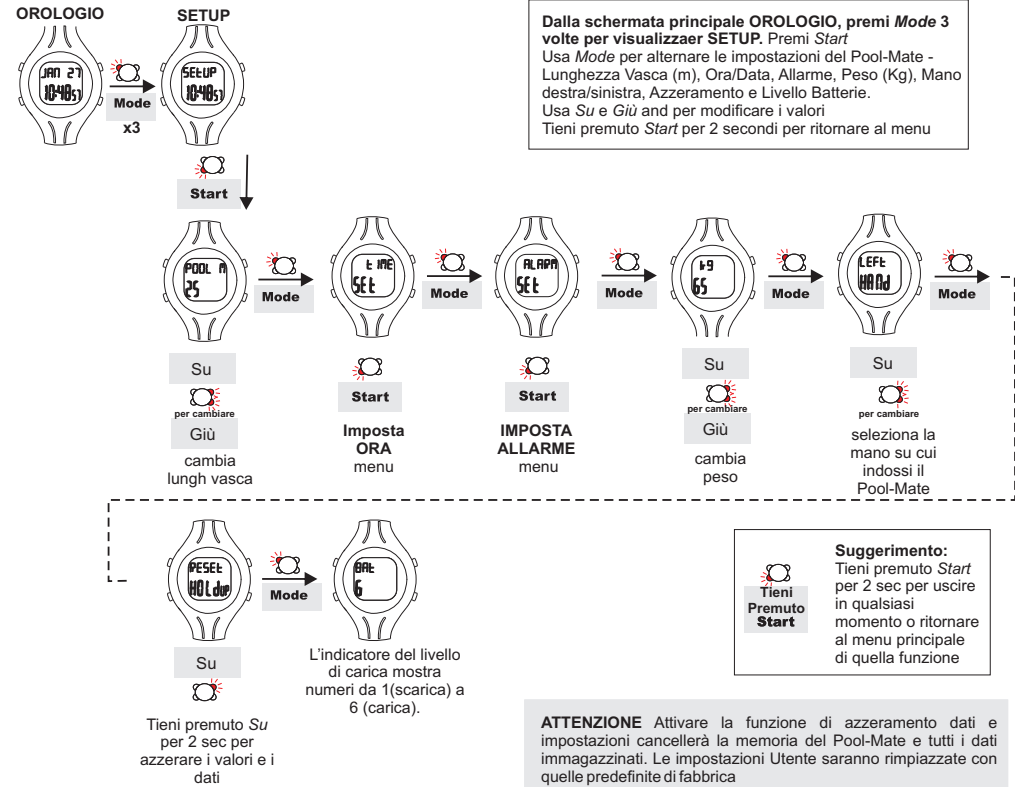 OROLOGIO
SETUP
JAN 27
10:48 51
Mode
x3
SEtUP
10:48 51
Dalla schermata principale OROLOGIO, premi Mode 3
volte per visualizzaer SETUP. Premi Start
Usa Mode per alternare le impostazioni del Pool-Mate -
Lunghezza Vasca (m), Ora/Data, Allarme, Peso (Kg), Mano
destra/sinistra, Azzeramento e Livello Batterie.
Usa Su e Giù and per modificare i valori
Tieni premuto Start per 2 secondi per ritornare al menu
Start
POOL M
25
Mode
tIME
SEt
Mode
ALARM
SEt
Mode
kg
65
Mode
LEFt
HANd
Mode
Su
per cambiare
Giù
cambia
lungh vasca
Start
Imposta
ORA
menu
Start
IMPOSTA
ALLARME
menu
Su
per cambiare
Giù
cambia
peso
Su
per cambiare
seleziona la
mano su cui
indossi il
Pool-Mate
RESEt
HOLdUP
Mode
BAt
6
Su
Tieni premuto Su
per 2 sec per
azzerare i valori e i
dati
L'indicatore del livello
di carica mostra
numeri da 1(scarica) a
6 (carica).
Tieni
Premuto
Start
Suggerimento:
Tieni premuto Start
per 2 sec per uscire
in qualsiasi
momento o ritornare
al menu principale
di quella funzione
ATTENZIONE Attivare la funzione di azzeramento dati e
impostazioni cancellerà la memoria del Pool-Mate e tutti i dati
immagazzinati. Le impostazioni Utente saranno rimpiazzate con
quelle predefinite di fabbrica